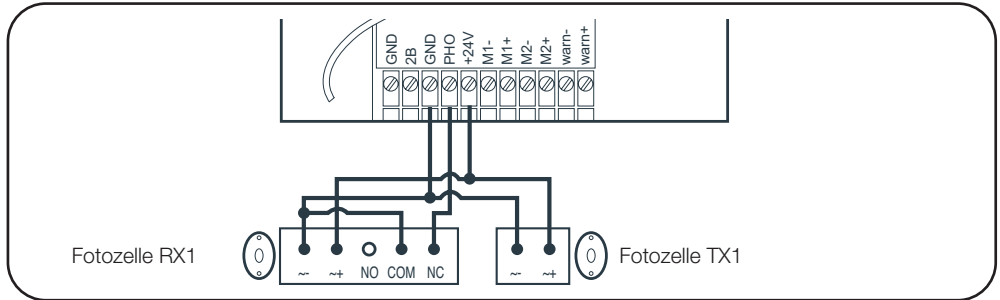 GND 2B GND PHO +24V M1- M1+ M2- M2+ warn- warn+
Fotozelle RX1
~- ~+ NO COM NC
~- ~+
Fotozelle TX1